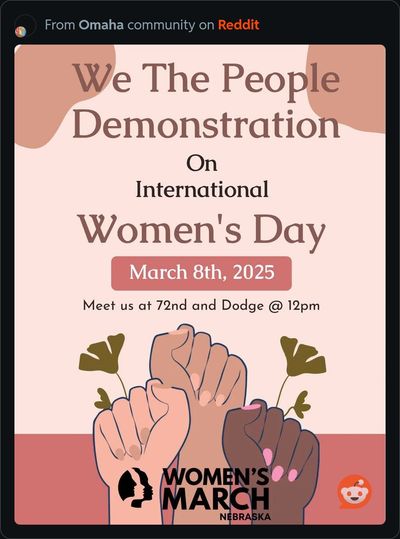 From Omaha community on Reddit
We The People
Demonstration
On
International
Women's Day
March 8th, 2025
Meet us at 72nd and Dodge @ 12pm
WOMEN'S
MARCH
NEBRASKA